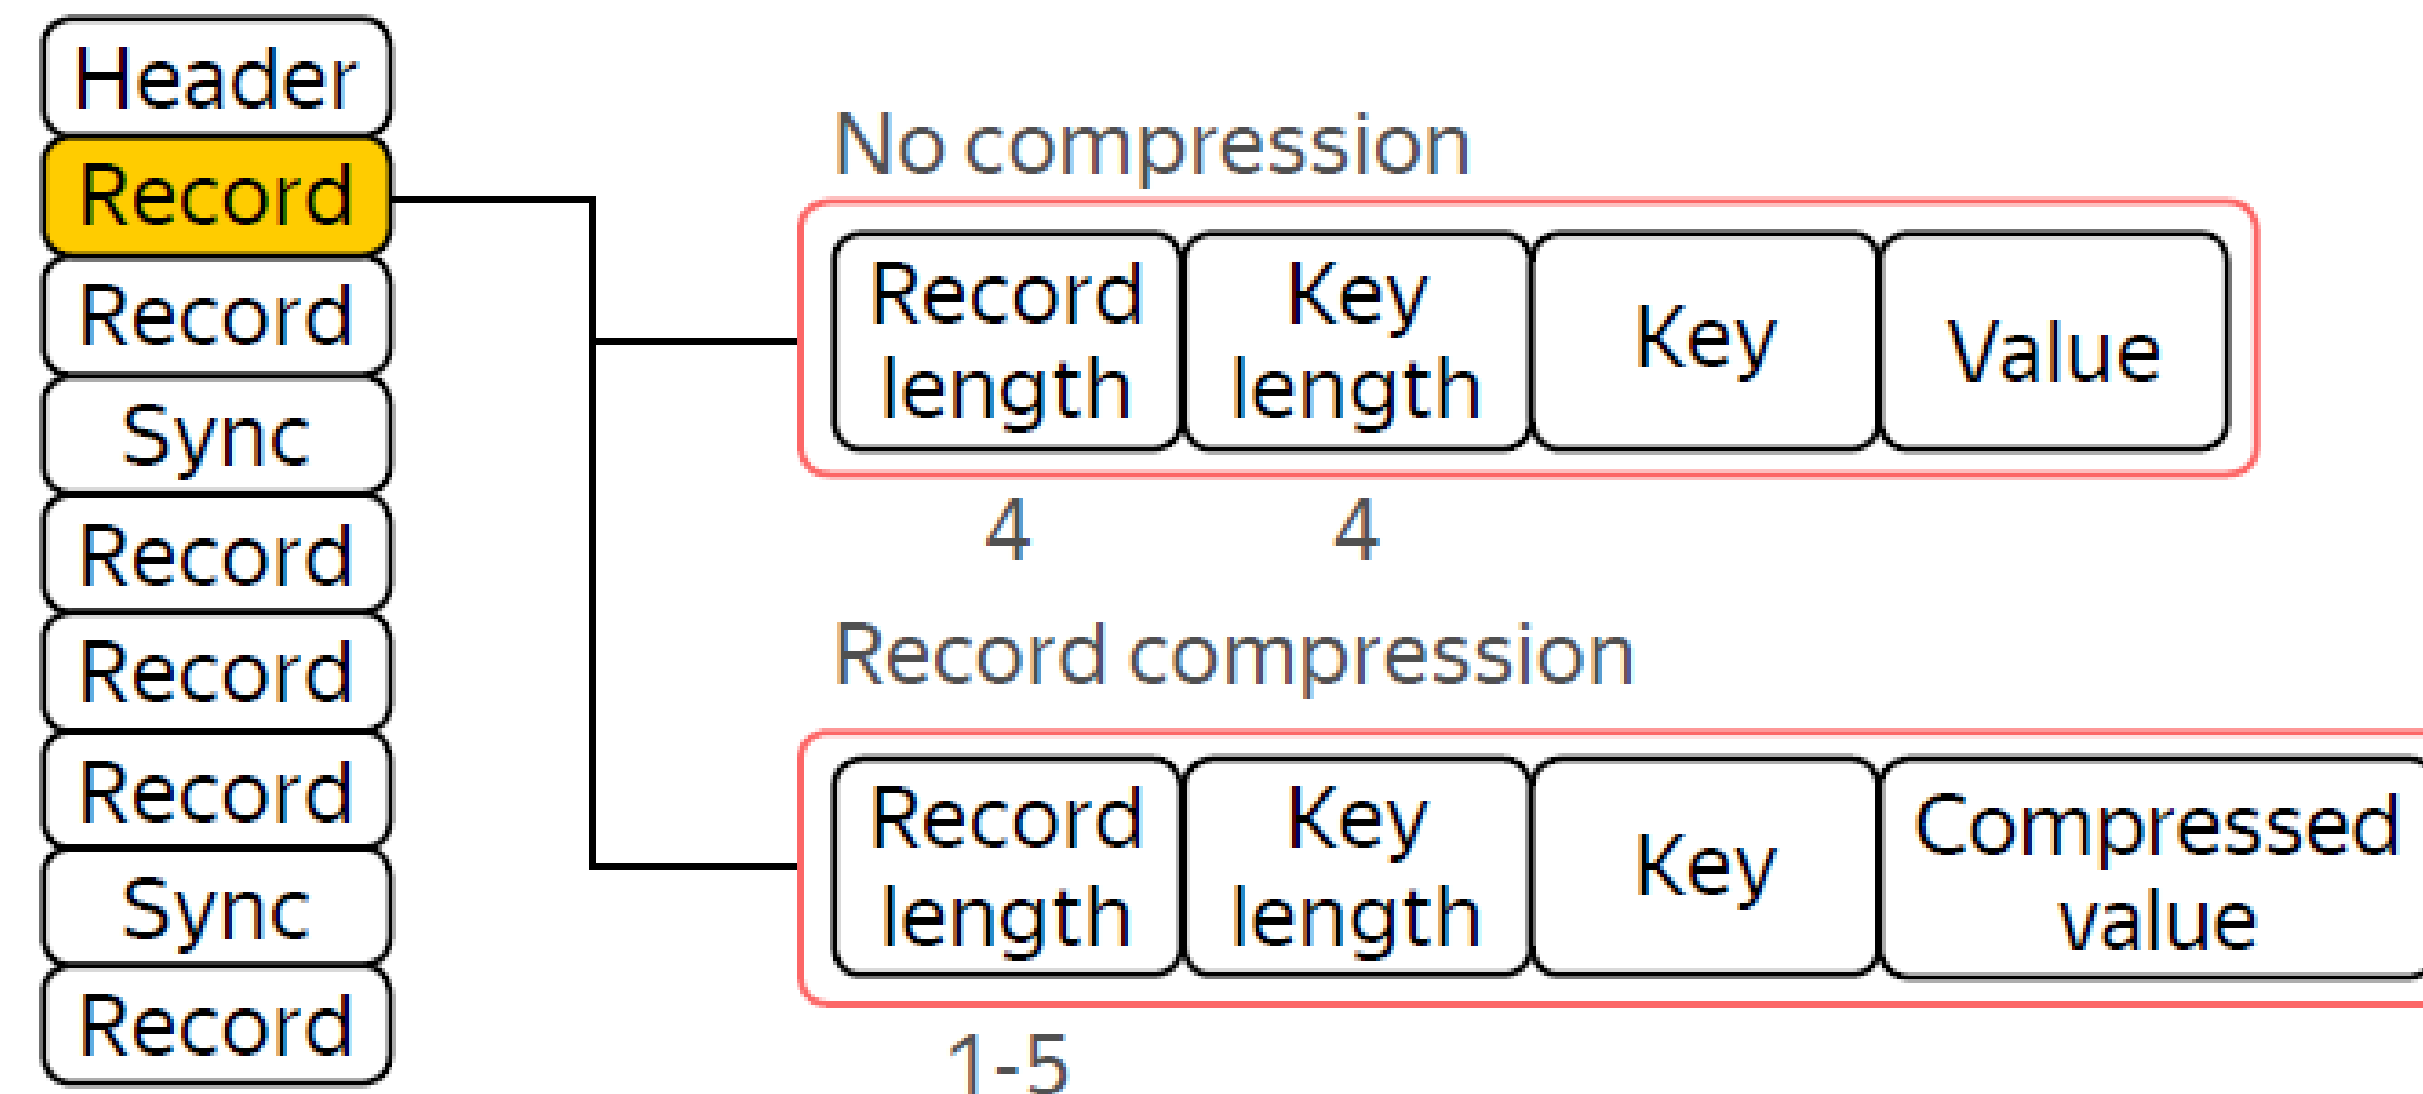 Header
Record
Record
Sync
Record
Record
Record
Sync
Record
No compression
Record
length
Key
length
Key
Value
4
4
Record compression
Record
length
Key
length
Key
Compressed
value
1-5